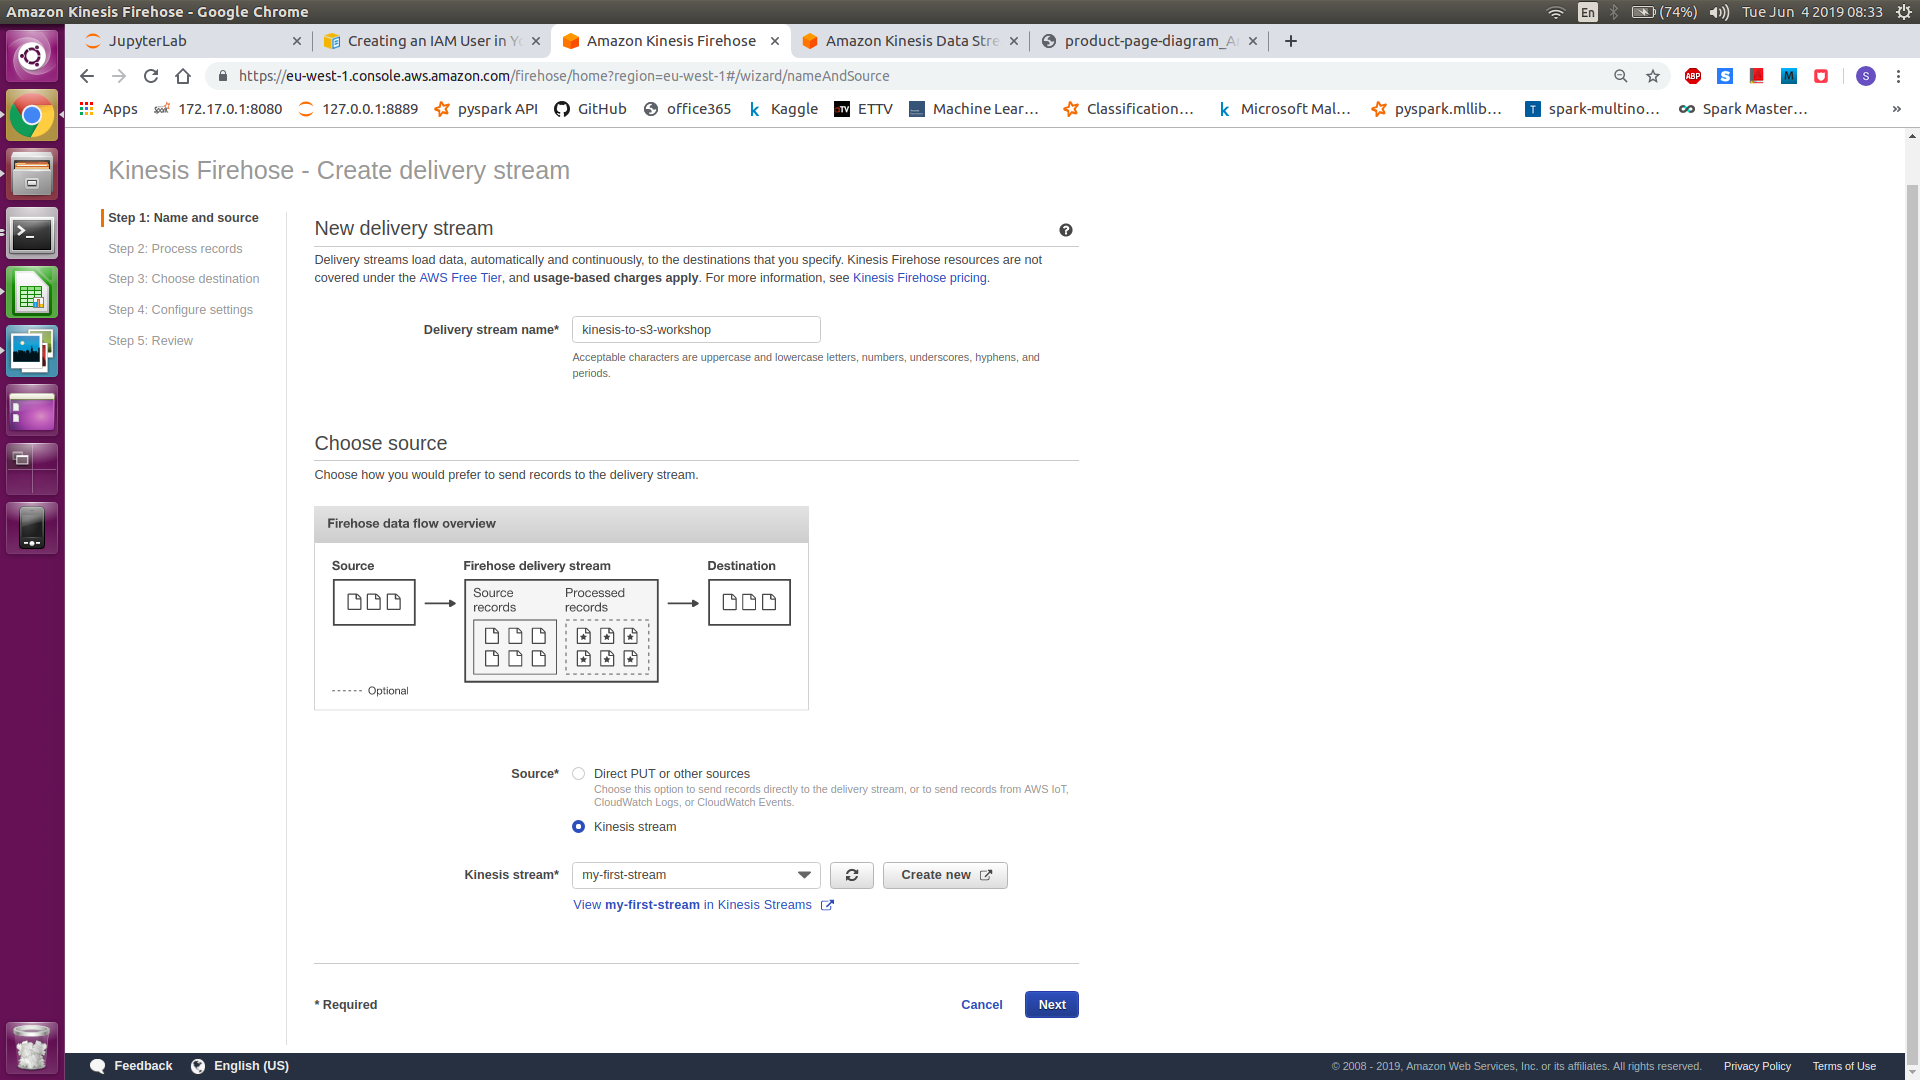 Amazon Kinesis Firehose - Google Chrome
En
(74%)
Tue Jun 4 2019 08:33
JupyterLab
Creating an IAM User in Yo
Amazon Kinesis Firehose
Amazon Kinesis Data Stre
product-page-diagram_A
https://eu-west-1.console.aws.amazon.com/firehose/home?region=eu-west-1#/wizard/nameAndSource
ABP
S
M
S
Apps
172.17.0.1:8080
127.0.0.1:8889
pyspark API
GitHub
office365
Kaggle
ETTV
Machine Lear...
Classification...
Microsoft Mal...
pyspark.mllib...
spark-multino...
Spark Master...
»
Kinesis Firehose - Create delivery stream
Step 1: Name and source
Step 2: Process records
Step 3: Choose destination
Step 4: Configure settings
Step 5: Review
New delivery stream
Delivery streams load data, automatically and continuously, to the destinations that you specify. Kinesis Firehose resources are not
covered under the AWS Free Tier, and usage-based charges apply. For more information, see Kinesis Firehose pricing.
Delivery stream name*
kinesis-to-s3-workshop
Acceptable characters are uppercase and lowercase letters, numbers, underscores, hyphens, and
periods.
Choose source
Choose how you would prefer to send records to the delivery stream.
Firehose data flow overview
Source
Firehose delivery stream
Destination
Source
records
Processed
records
Optional
Source*
Direct PUT or other sources
Choose this option to send records directly to the delivery stream, or to send records from AWS IoT,
CloudWatch Logs, or CloudWatch Events.
Kinesis stream
Kinesis stream*
my-first-stream
Create new
View my-first-stream in Kinesis Streams
* Required
Cancel
Next
Feedback
English (US)
© 2008 - 2019, Amazon Web Services, Inc. or its affiliates. All rights reserved.
Privacy Policy
Terms of Use